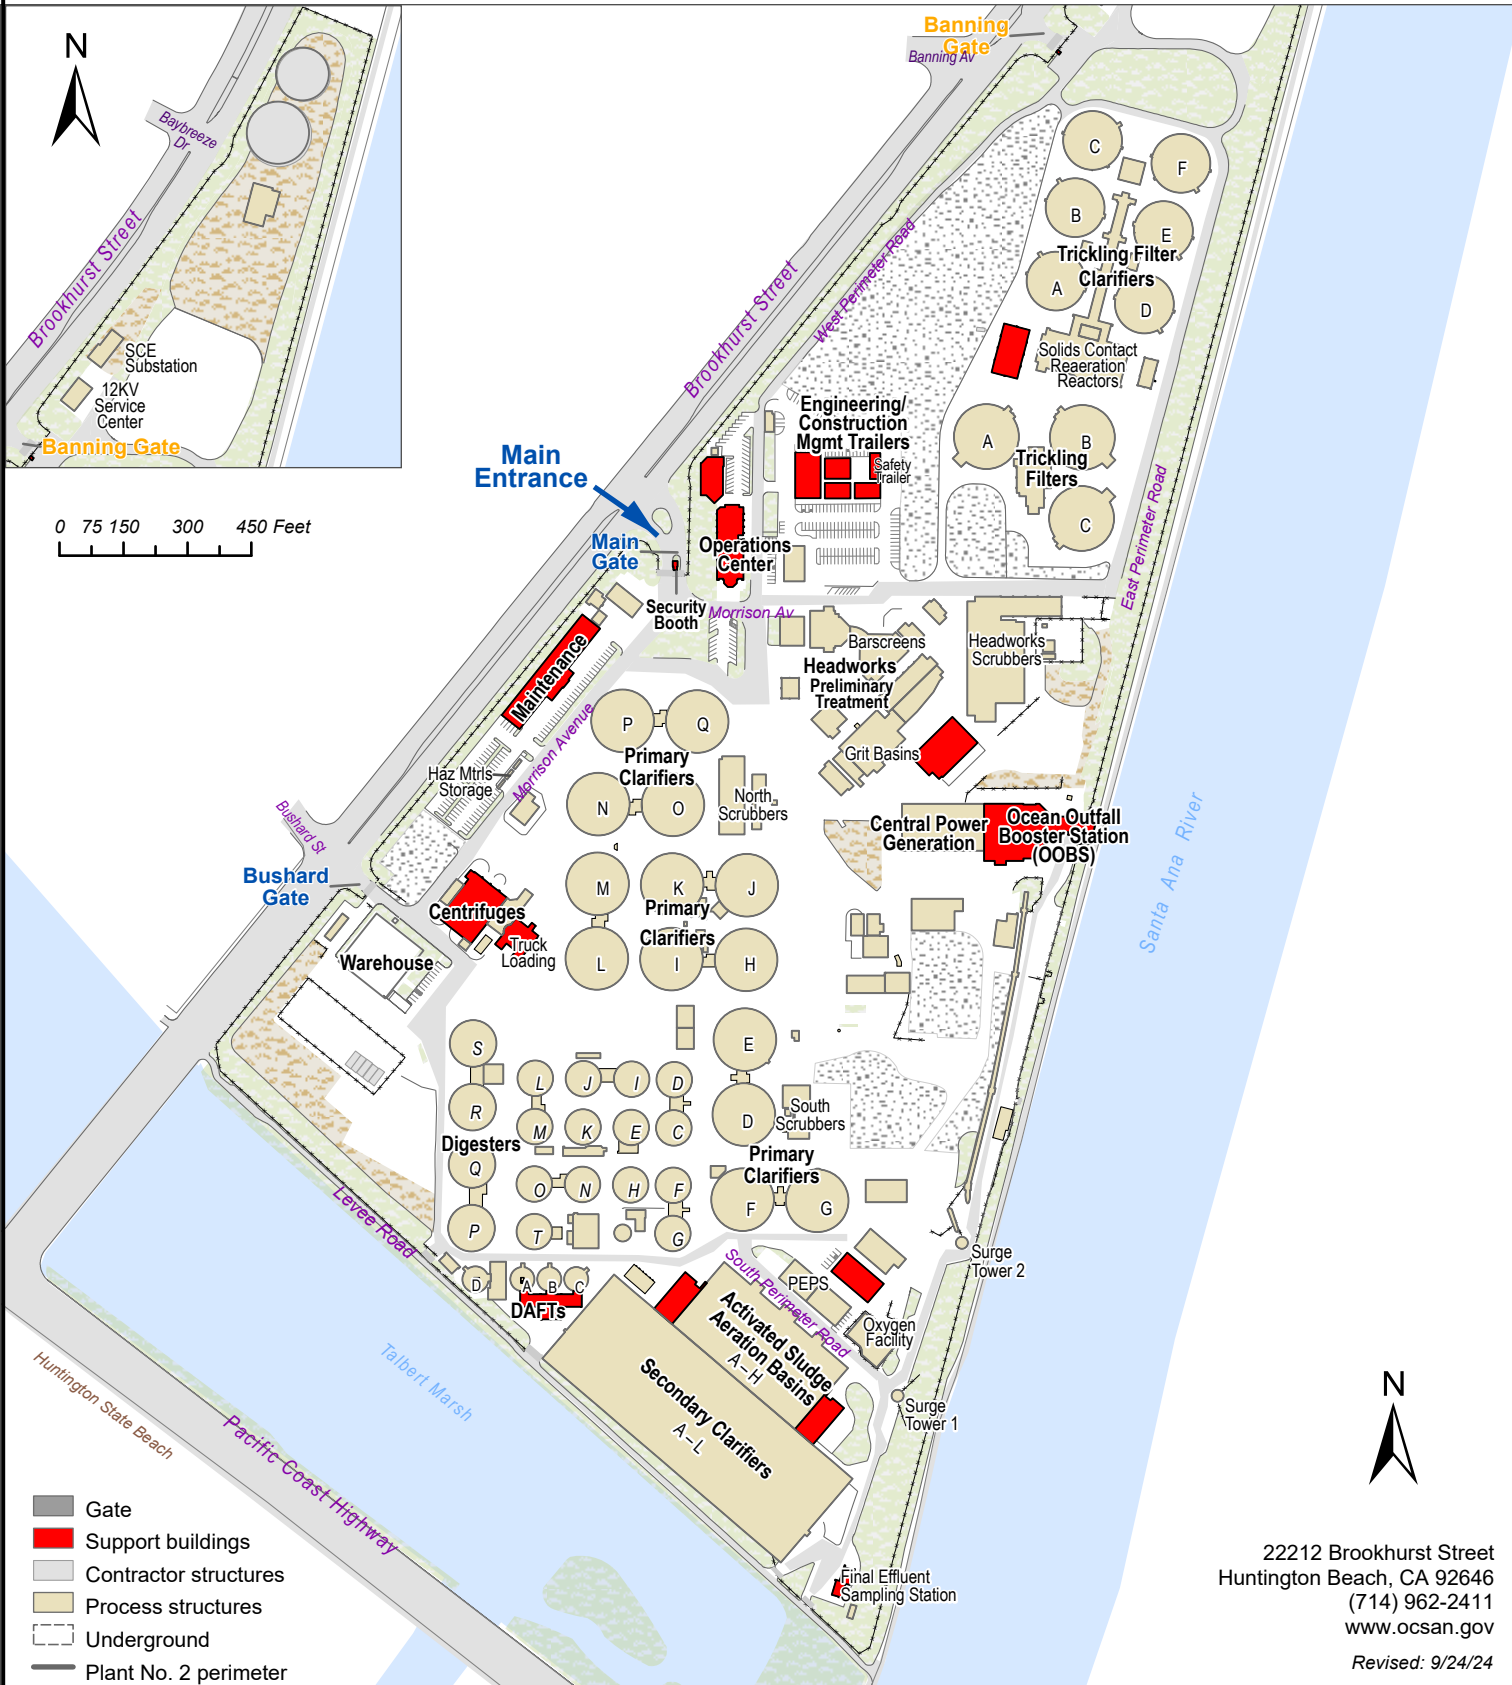 N
Baybreeze
Dr
Brookhurst Street
SCE
Substation
12KV
Service
Center
Banning Gate
0 75 150 300 450 Feet
Banning
Gate
Banning Av
Brookhurst Street
West Perimeter Road
C
F
B
E
Trickling Filter
Clarifiers
A
D
Solids Contact
Reaeration
Reactors
Engineering/
Construction
Mgmt Trailers
Safety
Trailer
A
B
Trickling
Filters
C
East Perimeter Road
Main
Entrance
Main
Gate
Operations
Center
Security
Booth
Morrison Av
Barscreens
Headworks
Scrubbers
Headworks
Preliminary
Treatment
Grit Basins
Maintenance
Morrison Avenue
Haz Mtrls
Storage
P
Q
Primary
Clarifiers
N
O
North
Scrubbers
Central Power
Generation
Ocean Outfall
Booster Station
(OOBS)
Santa Ana River
Bushard St
Bushard
Gate
Centrifuges
Truck
Loading
Warehouse
M
K
J
Primary
Clarifiers
L
I
H
E
D
South
Scrubbers
Primary
Clarifiers
F
G
S
L
J
I
D
R
M
K
E
C
Digesters
Q
O
N
H
F
P
T
G
Levee Road
D
A
B
C
DAFTs
South Perimeter Road
PEPS
Surge
Tower 2
Activated Sludge
Aeration Basins
A – H
Oxygen
Facility
Secondary Clarifiers
A – L
Surge
Tower 1
Final Effluent
Sampling Station
Talbert Marsh
Huntington State Beach
Pacific Coast Highway
Gate
Support buildings
Contractor structures
Process structures
Underground
Plant No. 2 perimeter
N
22212 Brookhurst Street
Huntington Beach, CA 92646
(714) 962-2411
www.ocsan.gov
Revised: 9/24/24